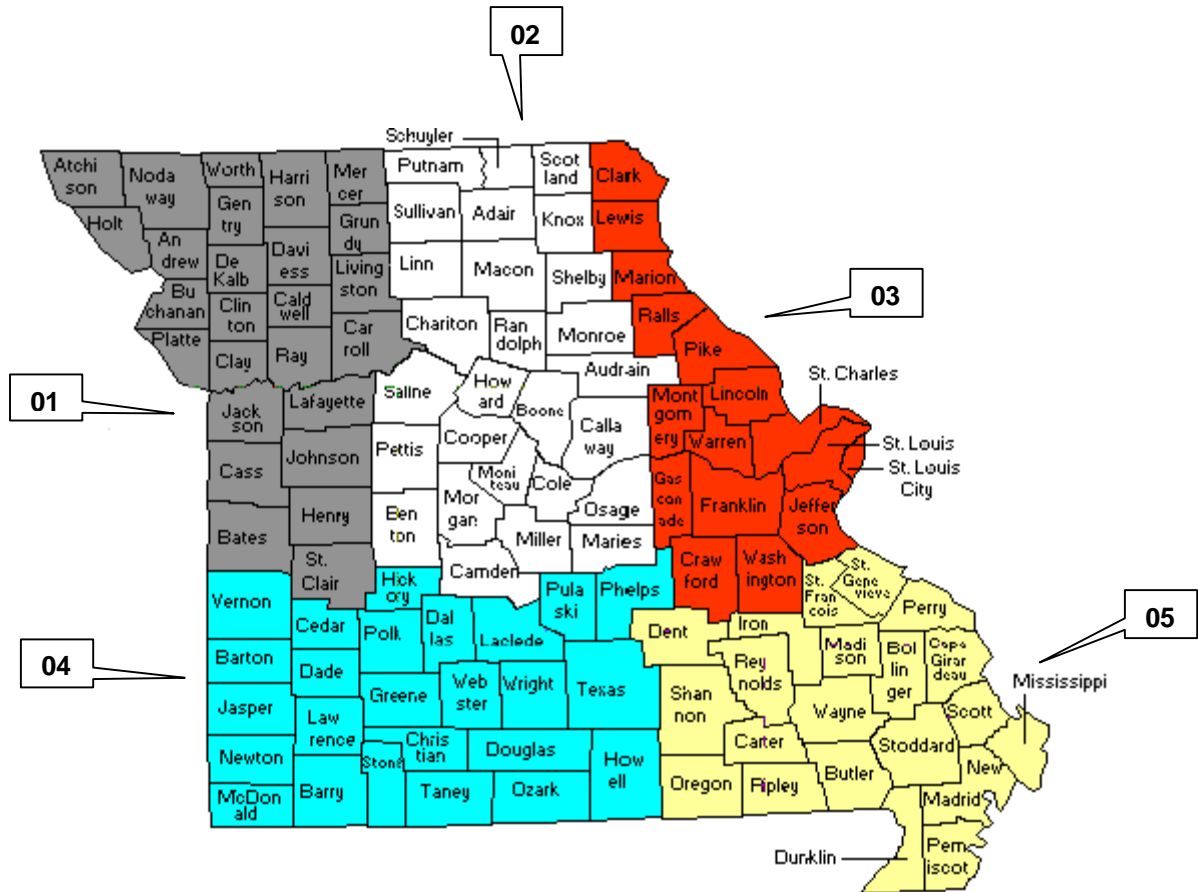 02
Schuyler
Atchi
son
Noda
way
Worth
Harri
son
Mer
cer
Putnam
Scot
land
Clark
Holt
Gen
try
Grun
dy
Sullivan
Adair
Knox
Lewis
An
drew
De
Kalb
Davi
ess
Living
ston
Linn
Macon
Shelby
Marion
Bu
chanan
Clin
ton
Cald
well
Car
roll
Chariton
Ran
dolph
Monroe
Ralls
03
Platte
Clay
Ray
Audrain
Pike
St. Charles
01
Jack
son
Lafayette
Saline
How
ard
Boone
Calla
way
Mont
gom
ery
Lincoln
Warren
St. Louis
St. Louis
City
Cass
Johnson
Pettis
Cooper
Moni
teau
Cole
Osage
Gas
con
ade
Franklin
Jeffer
son
Bates
Henry
Ben
ton
Mor
gan
Miller
Maries
St.
Clair
Camden
Craw
ford
Wash
ington
St.
Fran
cois
St.
Gene
vieve
Vernon
Hick
ory
Pula
ski
Phelps
Perry
Cedar
Polk
Dal
las
Laclede
Dent
Iron
Madi
son
Bol
lin
ger
Cape
Girar
deau
05
04
Barton
Dade
Greene
Web
ster
Wright
Texas
Shan
non
Rey
nolds
Wayne
Mississippi
Jasper
Law
rence
Chris
tian
Douglas
How
ell
Carter
Stoddard
Scott
Newton
Stone
Oregon
Ripley
Butler
New
Madrid
McDon
ald
Barry
Taney
Ozark
Dunklin
Pem
iscot